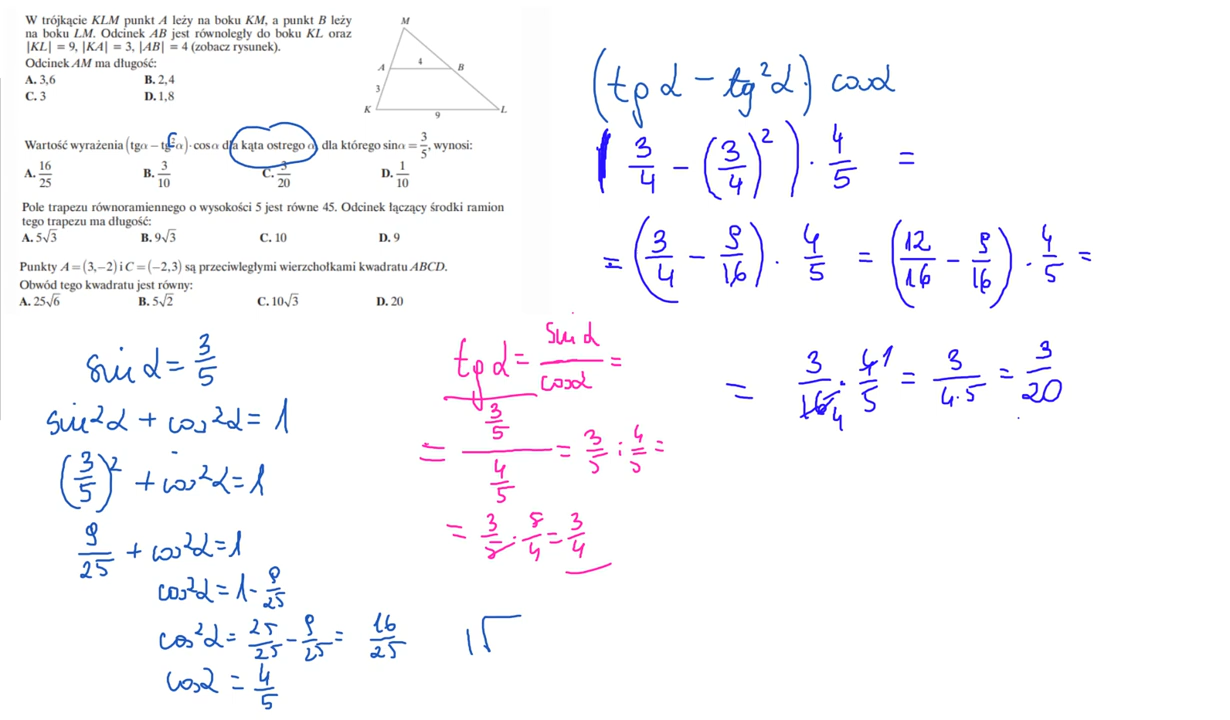 W trójkącie KLM punkt A leży na boku KM, a punkt B leży
na boku LM. Odcinek AB jest równoległy do boku KL oraz
|KL| = 9, |KA| = 3, |AB| = 4 (zobacz rysunek).
Odcinek AM ma długość:
A. 3,6 B. 2,4
C. 3 D. 1,8
M
A 4 B
3
K 9 L
Wartość wyrażenia (tgα − tg²α)·cosα dla kąta ostrego α, dla którego sinα = 3/5, wynosi:
A. 16/25 B. 3/10 C. 3/20 D. 1/10
Pole trapezu równoramiennego o wysokości 5 jest równe 45. Odcinek łączący środki ramion
tego trapezu ma długość:
A. 5√3 B. 9√3 C. 10 D. 9
Punkty A = (3,−2) i C = (−2,3) są przeciwległymi wierzchołkami kwadratu ABCD.
Obwód tego kwadratu jest równy:
A. 25√6 B. 5√2 C. 10√3 D. 20
(tg α − tg²α) cosα
(3/4 − (3/4)²) · 4/5 =
= (3/4 − 9/16) · 4/5 = (12/16 − 9/16) · 4/5 =
= 3/16 4 · 4 1/5 = 3/4·5 = 3/20
sin α = 3/5
sin²α + cos²α = 1
(3/5)² + cos²α = 1
9/25 + cos²α = 1
cos²α = 1 − 9/25
cos²α = 25/25 − 9/25 = 16/25 | √
cosα = 4/5
tg α = sin α/cosα =
= 3/5 / 4/5 = 3/5 : 4/5 =
= 3/5 · 5/4 = 3/4